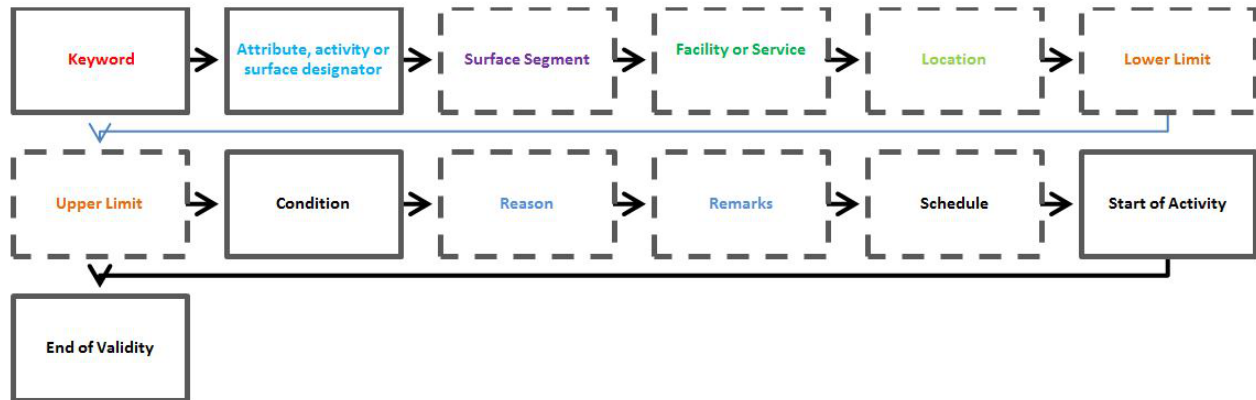 Keyword
Attribute, activity or
surface designator
Surface Segment
Facility or Service
Location
Lower Limit
Upper Limit
Condition
Reason
Remarks
Schedule
Start of Activity
End of Validity